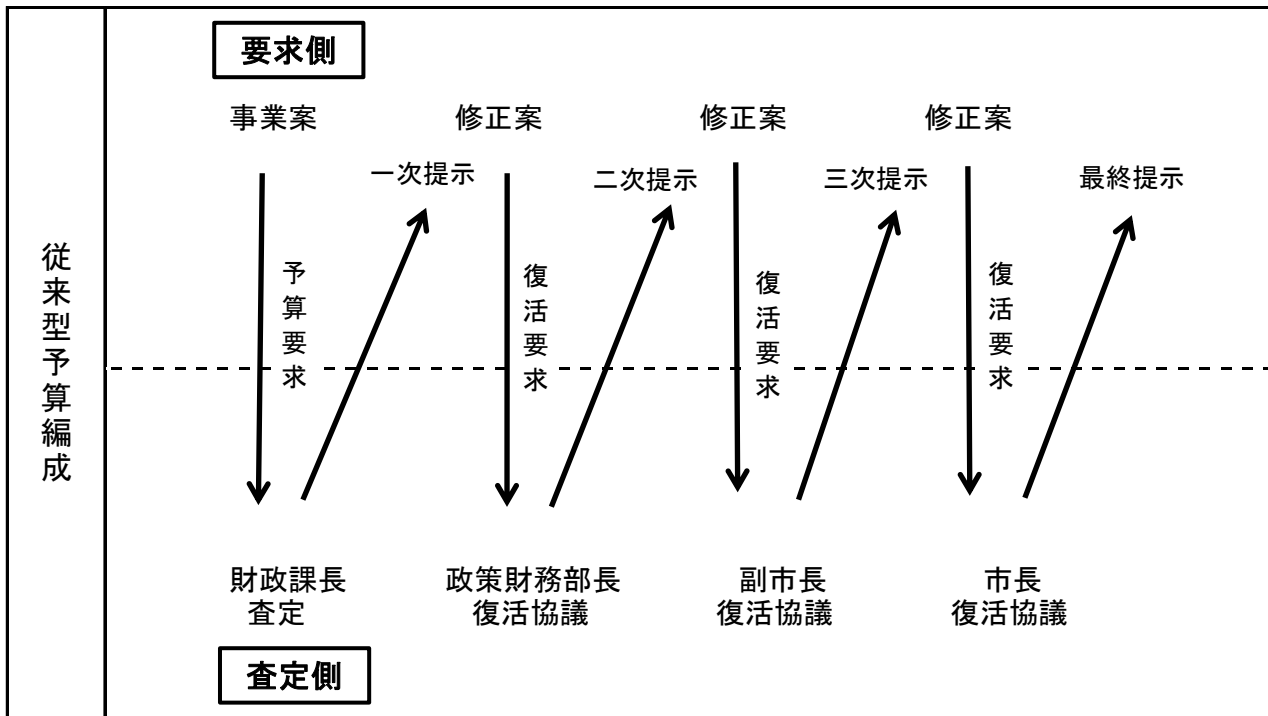 従来型予算編成
要求側
事業案
修正案
修正案
修正案
一次提示
二次提示
三次提示
最終提示
予算要求
復活要求
復活要求
復活要求
財政課長
査定
政策財務部長
復活協議
副市長
復活協議
市長
復活協議
査定側